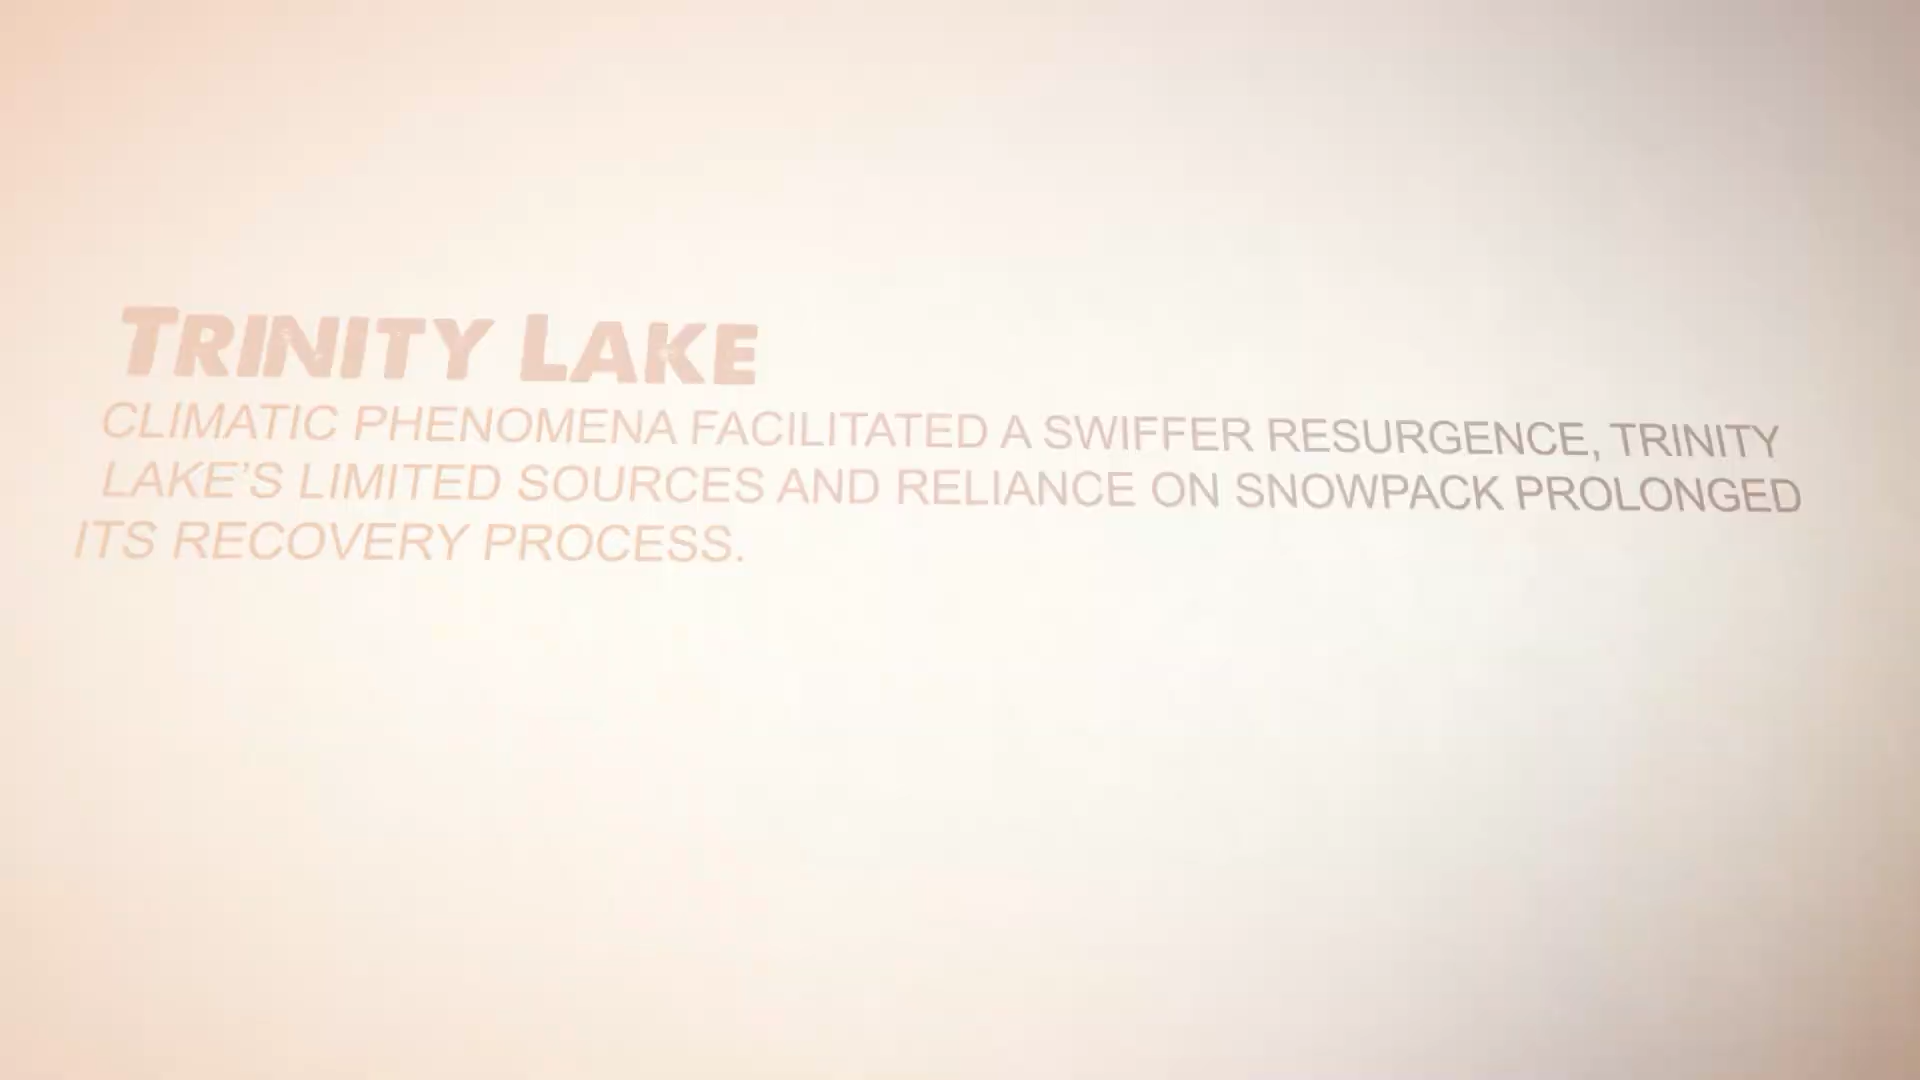 TRINITY LAKE
CLIMATIC PHENOMENA FACILITATED A SWIFFER RESURGENCE, TRINITY
LAKE'S LIMITED SOURCES AND RELIANCE ON SNOWPACK PROLONGED
ITS RECOVERY PROCESS.